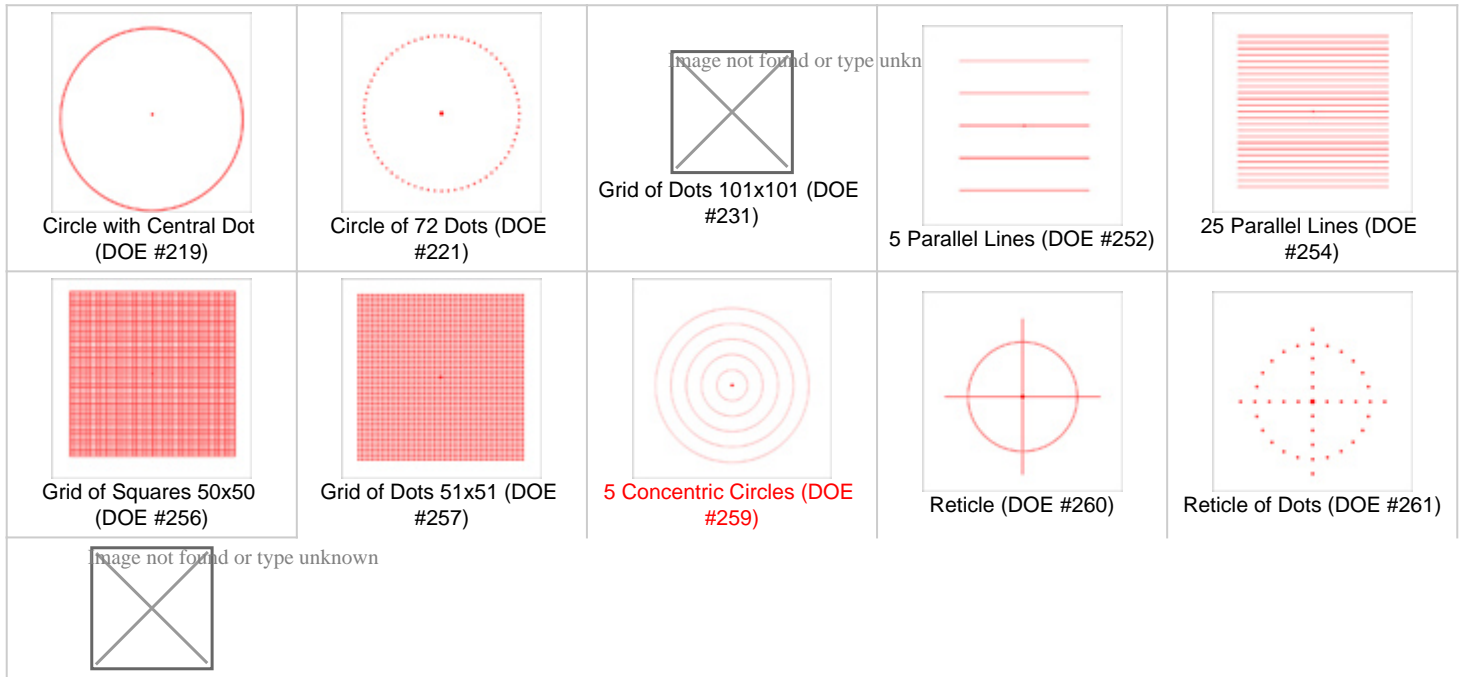 Circle with Central Dot
(DOE #219)
Circle of 72 Dots (DOE
#221)
Image not found or type unkn
Grid of Dots 101x101 (DOE
#231)
5 Parallel Lines (DOE #252)
25 Parallel Lines (DOE
#254)
Grid of Squares 50x50
(DOE #256)
Grid of Dots 51x51 (DOE
#257)
5 Concentric Circles (DOE
#259)
Reticle (DOE #260)
Reticle of Dots (DOE #261)
Image not found or type unknown